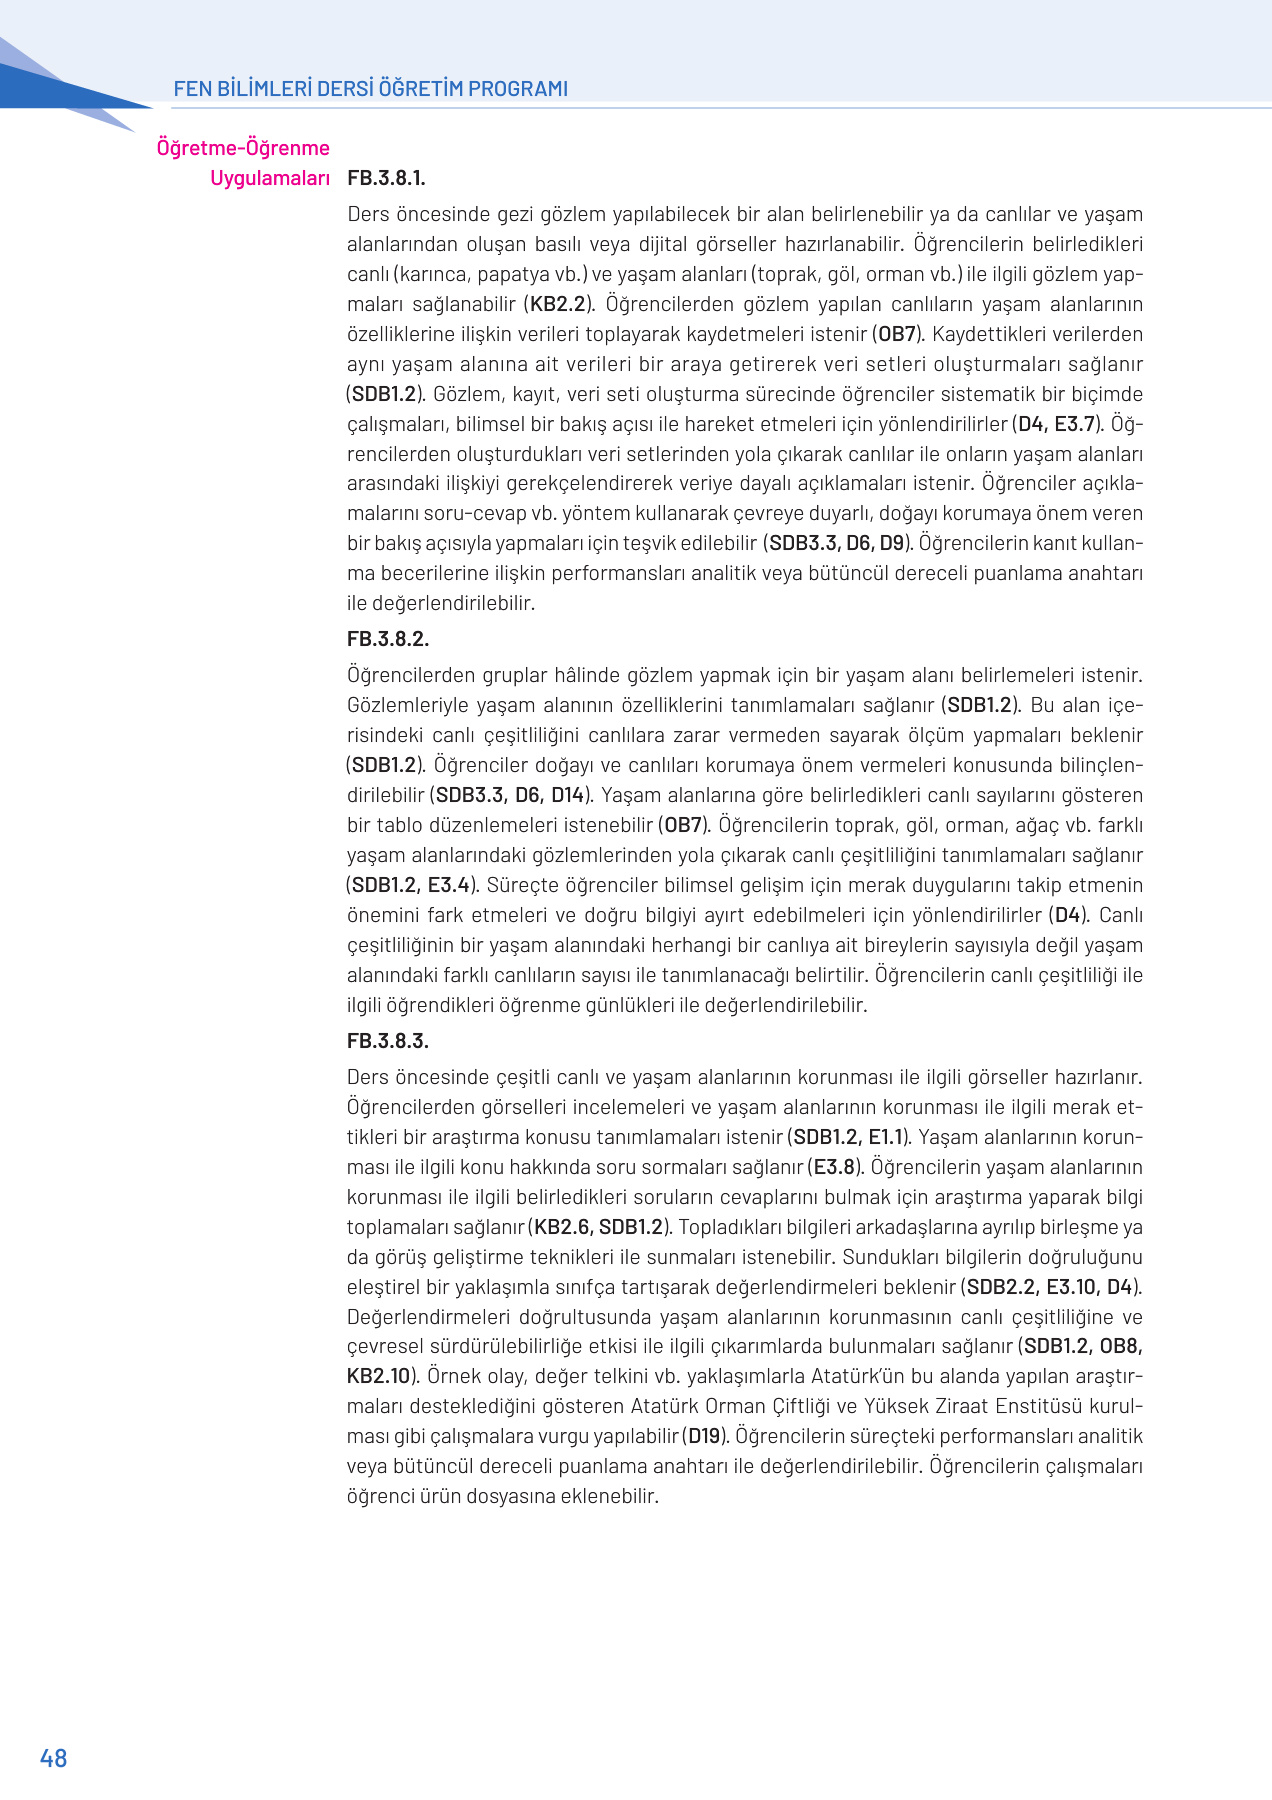 FEN BİLİMLERİ DERSİ ÖĞRETİM PROGRAMI
Öğretme-Öğrenme
Uygulamaları
FB.3.8.1.
Ders öncesinde gezi gözlem yapılabilecek bir alan belirlenebilir ya da canlılar ve yaşam
alanlarından oluşan basılı veya dijital görseller hazırlanabilir. Öğrencilerin belirledikleri
canlı (karınca, papatya vb.) ve yaşam alanları (toprak, göl, orman vb.) ile ilgili gözlem yap-
maları sağlanabilir (KB2.2). Öğrencilerden gözlem yapılan canlıların yaşam alanlarının
özelliklerine ilişkin verileri toplayarak kaydetmeleri istenir (OB7). Kaydettikleri verilerden
aynı yaşam alanına ait verileri bir araya getirerek veri setleri oluşturmaları sağlanır
(SDB1.2). Gözlem, kayıt, veri seti oluşturma sürecinde öğrenciler sistematik bir biçimde
çalışmaları, bilimsel bir bakış açısı ile hareket etmeleri için yönlendirilirler (D4, E3.7). Öğ-
rencilerden oluşturdukları veri setlerinden yola çıkarak canlılar ile onların yaşam alanları
arasındaki ilişkiyi gerekçelendirerek veriye dayalı açıklamaları istenir. Öğrenciler açıkla-
malarını soru-cevap vb. yöntem kullanarak çevreye duyarlı, doğayı korumaya önem veren
bir bakış açısıyla yapmaları için teşvik edilebilir (SDB3.3, D6, D9). Öğrencilerin kanıt kullan-
ma becerilerine ilişkin performansları analitik veya bütüncül dereceli puanlama anahtarı
ile değerlendirilebilir.
FB.3.8.2.
Öğrencilerden gruplar hâlinde gözlem yapmak için bir yaşam alanı belirlemeleri istenir.
Gözlemleriyle yaşam alanının özelliklerini tanımlamaları sağlanır (SDB1.2). Bu alan içe-
risindeki canlı çeşitliliğini canlılara zarar vermeden sayarak ölçüm yapmaları beklenir
(SDB1.2). Öğrenciler doğayı ve canlıları korumaya önem vermeleri konusunda bilinçlen-
dirilebilir (SDB3.3, D6, D14). Yaşam alanlarına göre belirledikleri canlı sayılarını gösteren
bir tablo düzenlemeleri istenebilir (OB7). Öğrencilerin toprak, göl, orman, ağaç vb. farklı
yaşam alanlarındaki gözlemlerinden yola çıkarak canlı çeşitliliğini tanımlamaları sağlanır
(SDB1.2, E3.4). Süreçte öğrenciler bilimsel gelişim için merak duygularını takip etmenin
önemini fark etmeleri ve doğru bilgiyi ayırt edebilmeleri için yönlendirilirler (D4). Canlı
çeşitliliğinin bir yaşam alanındaki herhangi bir canlıya ait bireylerin sayısıyla değil yaşam
alanındaki farklı canlıların sayısı ile tanımlanacağı belirtilir. Öğrencilerin canlı çeşitliliği ile
ilgili öğrendikleri öğrenme günlükleri ile değerlendirilebilir.
FB.3.8.3.
Ders öncesinde çeşitli canlı ve yaşam alanlarının korunması ile ilgili görseller hazırlanır.
Öğrencilerden görselleri incelemeleri ve yaşam alanlarının korunması ile ilgili merak et-
tikleri bir araştırma konusu tanımlamaları istenir (SDB1.2, E1.1). Yaşam alanlarının korun-
ması ile ilgili konu hakkında soru sormaları sağlanır (E3.8). Öğrencilerin yaşam alanlarının
korunması ile ilgili belirledikleri soruların cevaplarını bulmak için araştırma yaparak bilgi
toplamaları sağlanır (KB2.6, SDB1.2). Topladıkları bilgileri arkadaşlarına ayrılıp birleşme ya
da görüş geliştirme teknikleri ile sunmaları istenebilir. Sundukları bilgilerin doğruluğunu
eleştirel bir yaklaşımla sınıfça tartışarak değerlendirmeleri beklenir (SDB2.2, E3.10, D4).
Değerlendirmeleri doğrultusunda yaşam alanlarının korunmasının canlı çeşitliliğine ve
çevresel sürdürülebilirliğe etkisi ile ilgili çıkarımlarda bulunmaları sağlanır (SDB1.2, OB8,
KB2.10). Örnek olay, değer telkini vb. yaklaşımlarla Atatürk’ün bu alanda yapılan araştır-
maları desteklediğini gösteren Atatürk Orman Çiftliği ve Yüksek Ziraat Enstitüsü kurul-
ması gibi çalışmalara vurgu yapılabilir (D19). Öğrencilerin süreçteki performansları analitik
veya bütüncül dereceli puanlama anahtarı ile değerlendirilebilir. Öğrencilerin çalışmaları
öğrenci ürün dosyasına eklenebilir.
48